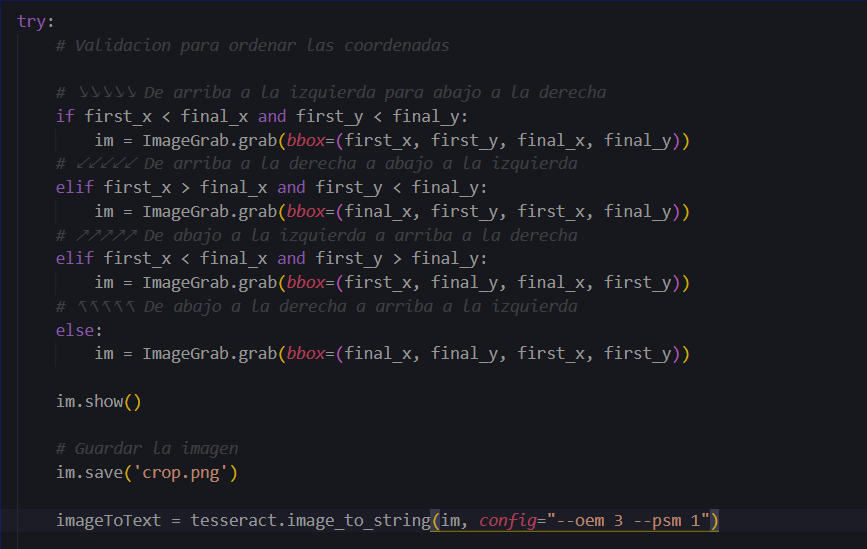 try:
    # Validacion para ordenar las coordenadas

    # ↘↘↘↘↘ De arriba a la izquierda para abajo a la derecha
    if first_x < final_x and first_y < final_y:
        im = ImageGrab.grab(bbox=(first_x, first_y, final_x, final_y))
    # ↙↙↙↙↙ De arriba a la derecha a abajo a la izquierda
    elif first_x > final_x and first_y < final_y:
        im = ImageGrab.grab(bbox=(final_x, first_y, first_x, final_y))
    # ↗↗↗↗↗ De abajo a la izquierda a arriba a la derecha
    elif first_x < final_x and first_y > final_y:
        im = ImageGrab.grab(bbox=(first_x, final_y, final_x, first_y))
    # ↖↖↖↖↖ De abajo a la derecha a arriba a la izquierda
    else:
        im = ImageGrab.grab(bbox=(final_x, final_y, first_x, first_y))

    im.show()

    # Guardar la imagen
    im.save('crop.png')

    imageToText = tesseract.image_to_string(im, config="--oem 3 --psm 1")